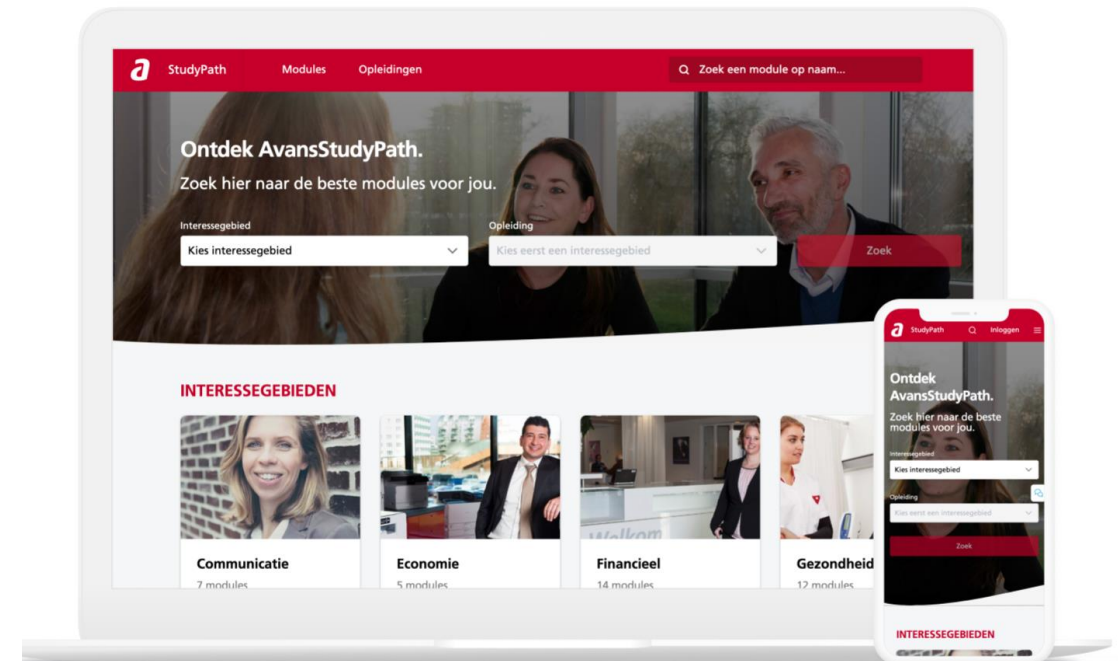 StudyPath
Modules
Opleidingen
Zoek een module op naam...
Ontdek AvansStudyPath.
Zoek hier naar de beste modules voor jou.
Interessegebied
Opleiding
Kies interessegebied
Kies eerst een interessegebied
Zoek
INTERESSEGEBIEDEN
Welkom
Communicatie
7 modules
Economie
5 modules
Financieel
14 modules
Gezondheid
12 modules
StudyPath
Inloggen
Ontdek
AvansStudyPath.
Zoek hier naar de beste
modules voor jou.
Interessegebied
Kies interessegebied
Opleiding
Kies eerst een interessegebied
Zoek
INTERESSEGEBIEDEN